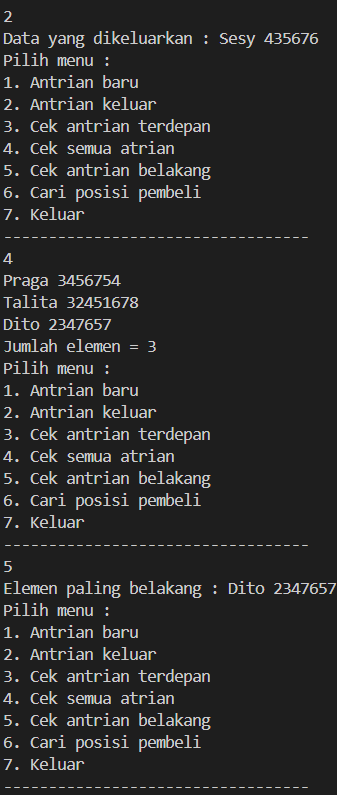 2
Data yang dikeluarkan : Sesy 435676
Pilih menu :
1. Antrian baru
2. Antrian keluar
3. Cek antrian terdepan
4. Cek semua atrian
5. Cek antrian belakang
6. Cari posisi pembeli
7. Keluar
----------------------------------
4
Praga 3456754
Talita 32451678
Dito 2347657
Jumlah elemen = 3
Pilih menu :
1. Antrian baru
2. Antrian keluar
3. Cek antrian terdepan
4. Cek semua atrian
5. Cek antrian belakang
6. Cari posisi pembeli
7. Keluar
----------------------------------
5
Elemen paling belakang : Dito 2347657
Pilih menu :
1. Antrian baru
2. Antrian keluar
3. Cek antrian terdepan
4. Cek semua atrian
5. Cek antrian belakang
6. Cari posisi pembeli
7. Keluar
----------------------------------